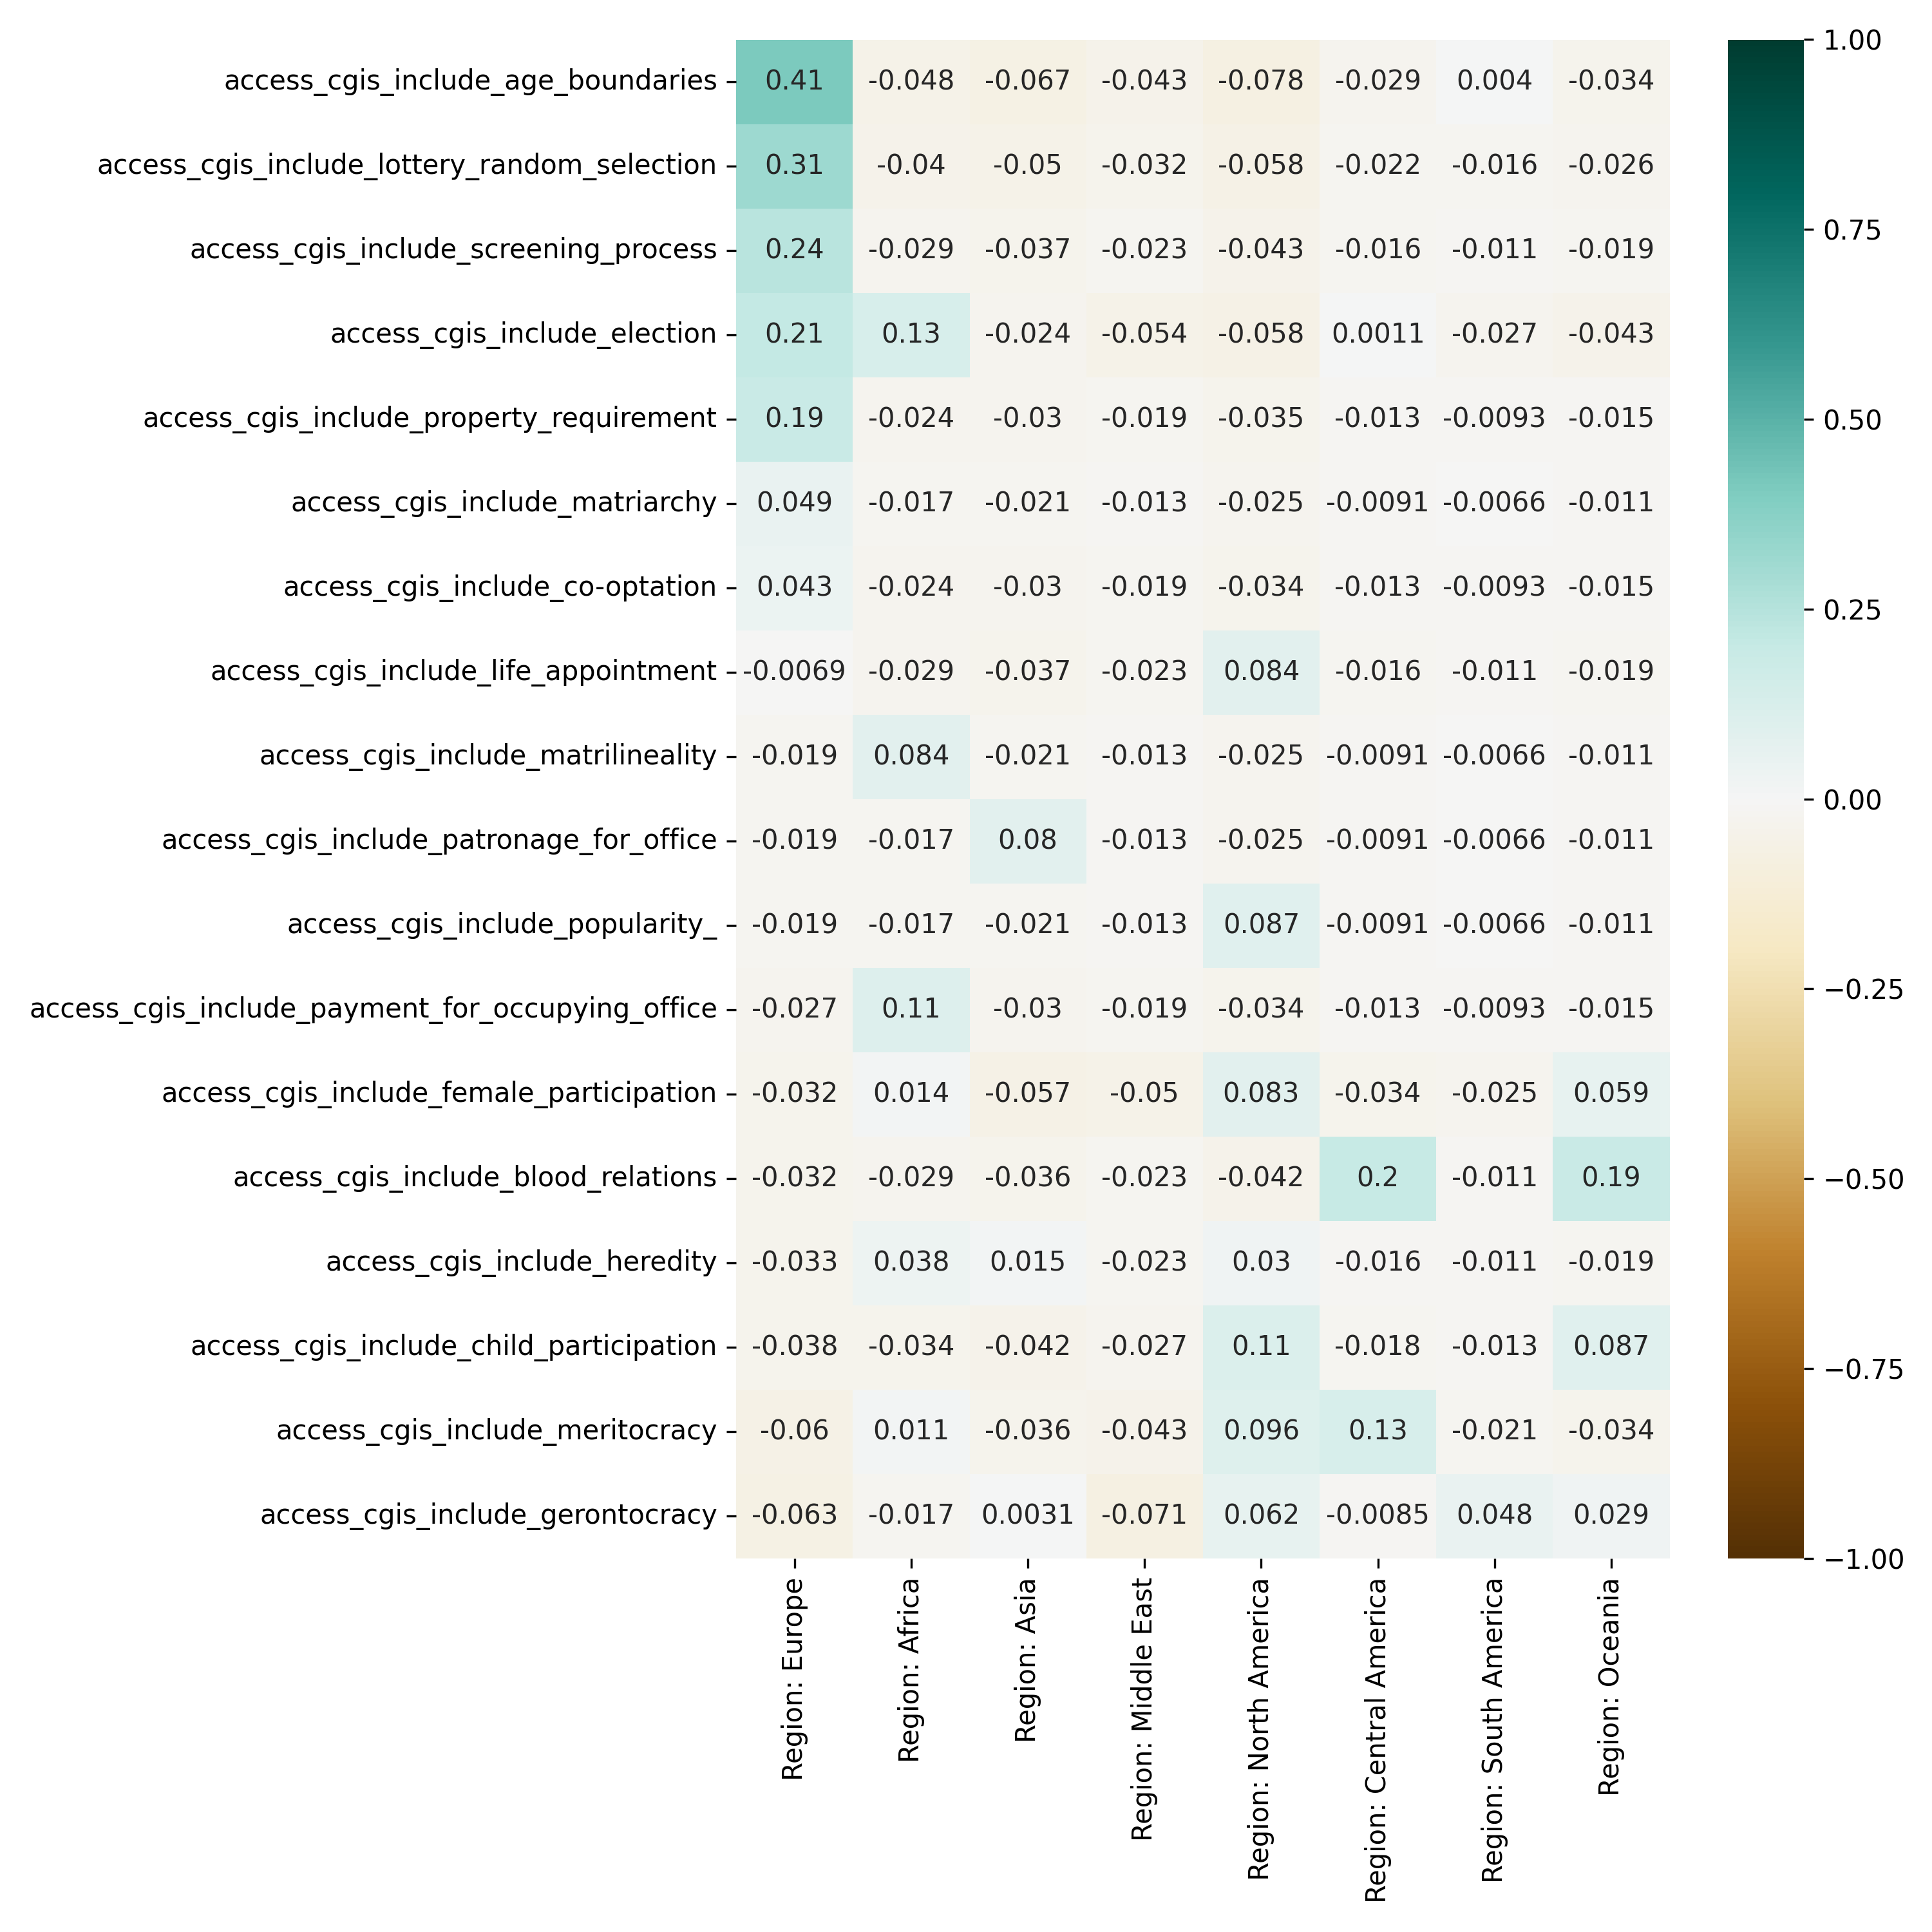 access_cgis_include_age_boundaries 0.41 -0.048 -0.067 -0.043 -0.078 -0.029 0.004 -0.034
access_cgis_include_lottery_random_selection 0.31 -0.04 -0.05 -0.032 -0.058 -0.022 -0.016 -0.026
access_cgis_include_screening_process 0.24 -0.029 -0.037 -0.023 -0.043 -0.016 -0.011 -0.019
access_cgis_include_election 0.21 0.13 -0.024 -0.054 -0.058 0.0011 -0.027 -0.043
access_cgis_include_property_requirement 0.19 -0.024 -0.03 -0.019 -0.035 -0.013 -0.0093 -0.015
access_cgis_include_matriarchy 0.049 -0.017 -0.021 -0.013 -0.025 -0.0091 -0.0066 -0.011
access_cgis_include_co-optation 0.043 -0.024 -0.03 -0.019 -0.034 -0.013 -0.0093 -0.015
access_cgis_include_life_appointment -0.0069 -0.029 -0.037 -0.023 0.084 -0.016 -0.011 -0.019
access_cgis_include_matrilineality -0.019 0.084 -0.021 -0.013 -0.025 -0.0091 -0.0066 -0.011
access_cgis_include_patronage_for_office -0.019 -0.017 0.08 -0.013 -0.025 -0.0091 -0.0066 -0.011
access_cgis_include_popularity_ -0.019 -0.017 -0.021 -0.013 0.087 -0.0091 -0.0066 -0.011
access_cgis_include_payment_for_occupying_office -0.027 0.11 -0.03 -0.019 -0.034 -0.013 -0.0093 -0.015
access_cgis_include_female_participation -0.032 0.014 -0.057 -0.05 0.083 -0.034 -0.025 0.059
access_cgis_include_blood_relations -0.032 -0.029 -0.036 -0.023 -0.042 0.2 -0.011 0.19
access_cgis_include_heredity -0.033 0.038 0.015 -0.023 0.03 -0.016 -0.011 -0.019
access_cgis_include_child_participation -0.038 -0.034 -0.042 -0.027 0.11 -0.018 -0.013 0.087
access_cgis_include_meritocracy -0.06 0.011 -0.036 -0.043 0.096 0.13 -0.021 -0.034
access_cgis_include_gerontocracy -0.063 -0.017 0.0031 -0.071 0.062 -0.0085 0.048 0.029
Region: Europe
Region: Africa
Region: Asia
Region: Middle East
Region: North America
Region: Central America
Region: South America
Region: Oceania
1.00
0.75
0.50
0.25
0.00
−0.25
−0.50
−0.75
−1.00